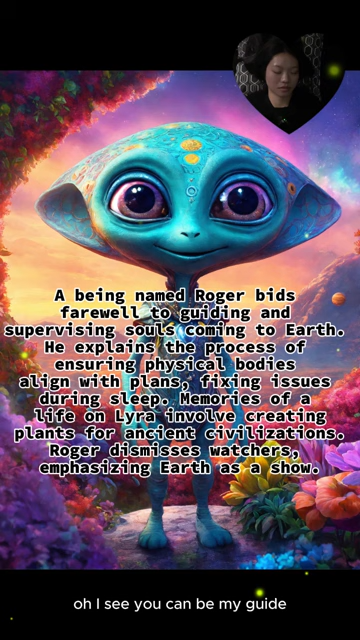 A being named Roger bids
farewell to guiding and
supervising souls coming to Earth.
He explains the process of
ensuring physical bodies
align with plans, fixing issues
during sleep. Memories of a
life on Lyra involve creating
plants for ancient civilizations.
Roger dismisses watchers,
emphasizing Earth as a show.
oh I see you can be my guide